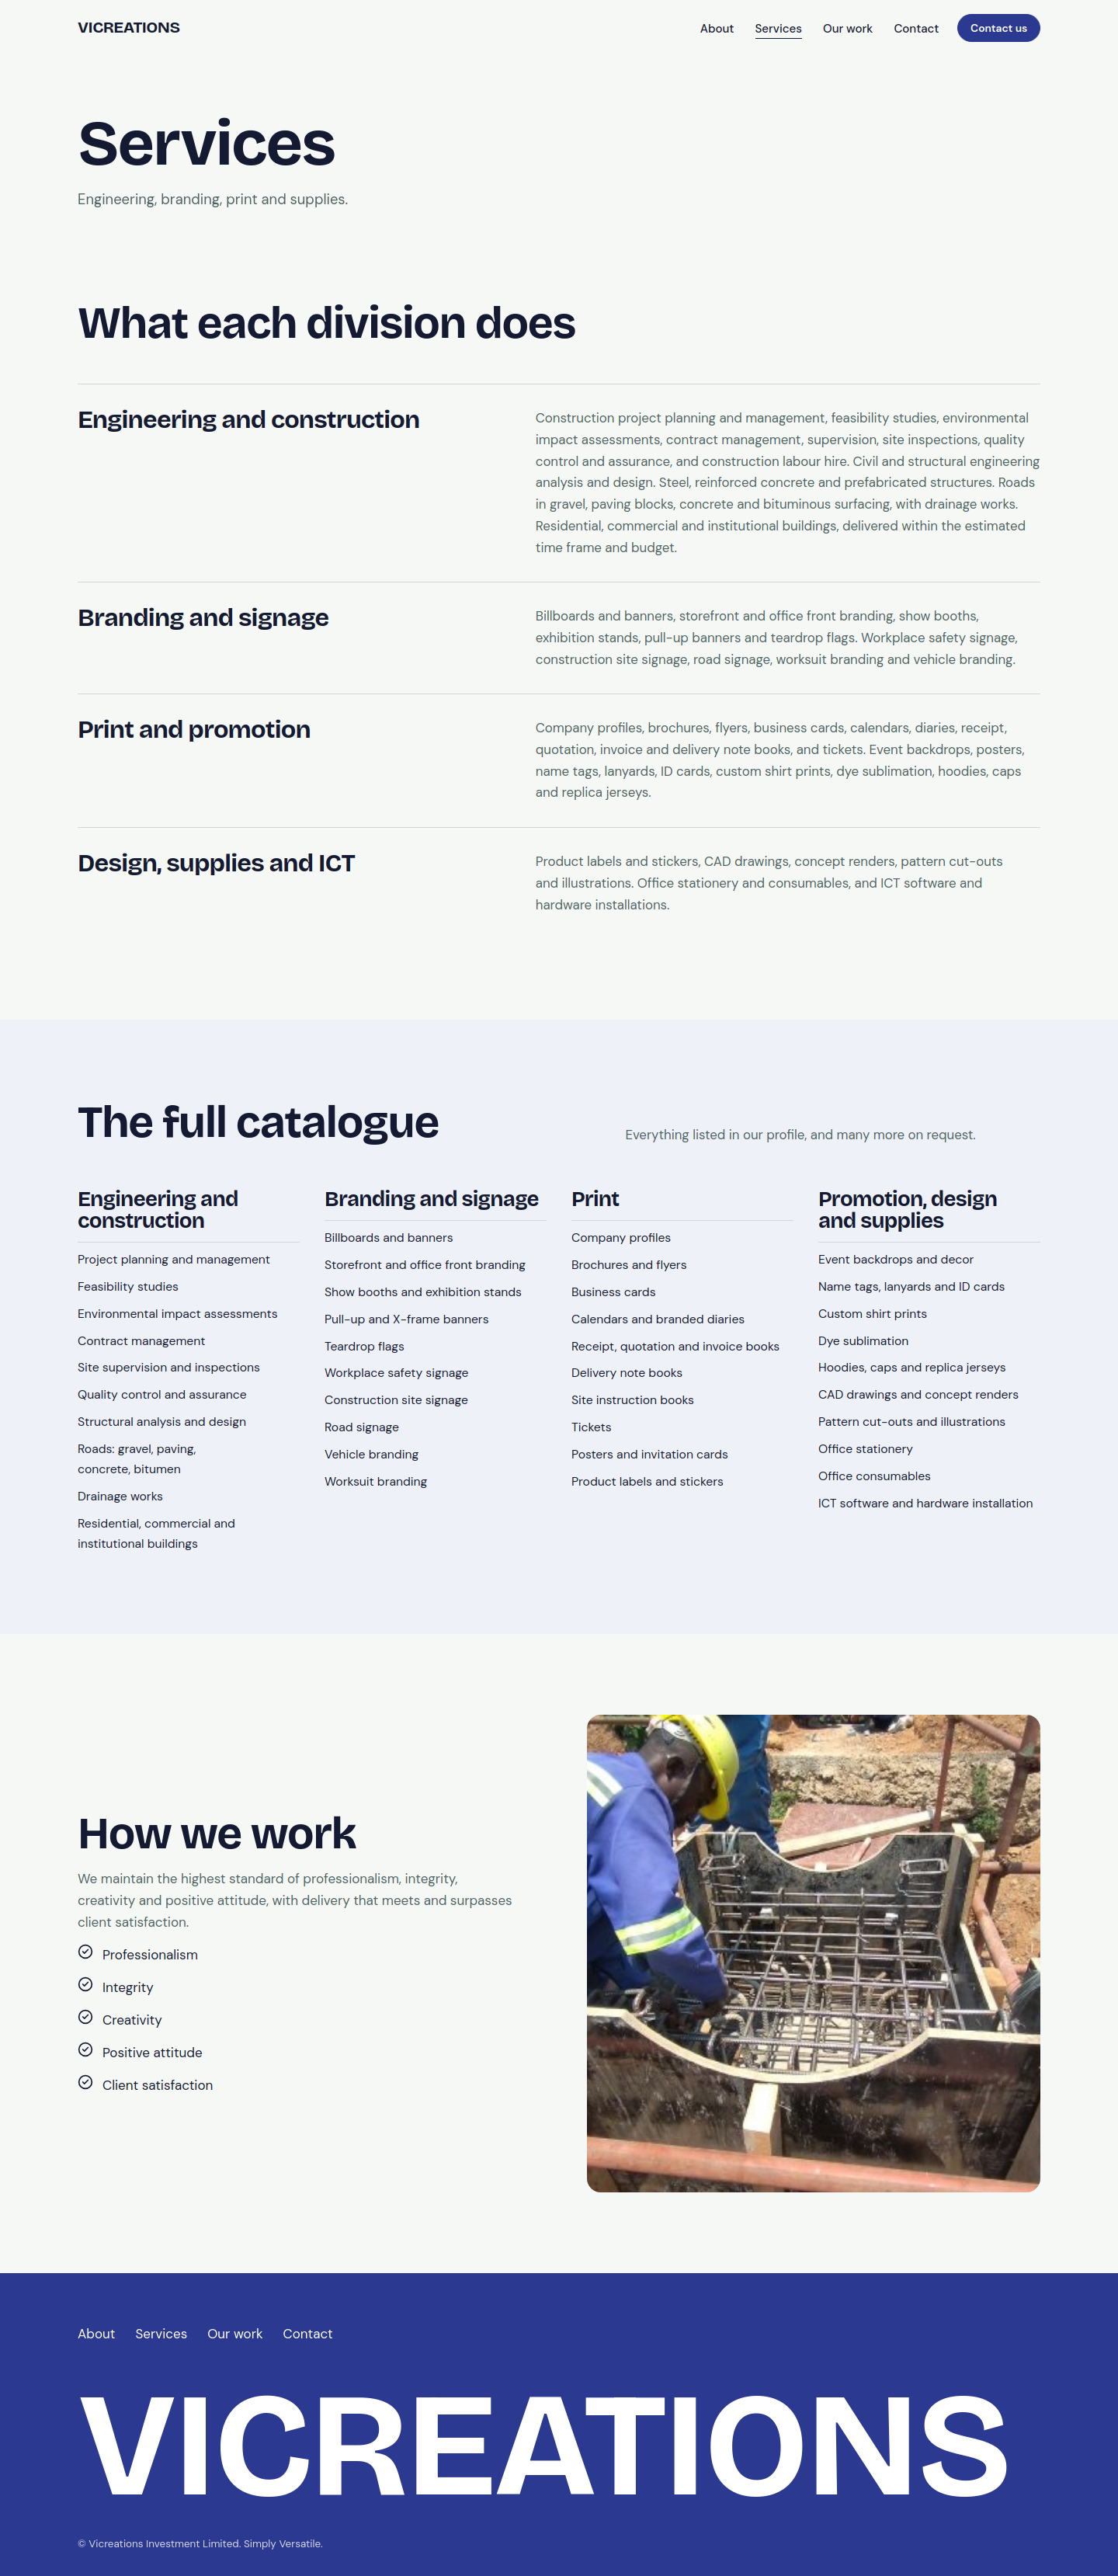 VICREATIONS
About Services Our work Contact Contact us
Services
Engineering, branding, print and supplies.
What each division does
Engineering and construction
Construction project planning and management, feasibility studies, environmental
impact assessments, contract management, supervision, site inspections, quality
control and assurance, and construction labour hire. Civil and structural engineering
analysis and design. Steel, reinforced concrete and prefabricated structures. Roads
in gravel, paving blocks, concrete and bituminous surfacing, with drainage works.
Residential, commercial and institutional buildings, delivered within the estimated
time frame and budget.
Branding and signage
Billboards and banners, storefront and office front branding, show booths,
exhibition stands, pull-up banners and teardrop flags. Workplace safety signage,
construction site signage, road signage, worksuit branding and vehicle branding.
Print and promotion
Company profiles, brochures, flyers, business cards, calendars, diaries, receipt,
quotation, invoice and delivery note books, and tickets. Event backdrops, posters,
name tags, lanyards, ID cards, custom shirt prints, dye sublimation, hoodies, caps
and replica jerseys.
Design, supplies and ICT
Product labels and stickers, CAD drawings, concept renders, pattern cut-outs
and illustrations. Office stationery and consumables, and ICT software and
hardware installations.
The full catalogue
Everything listed in our profile, and many more on request.
Engineering and
construction
Project planning and management
Feasibility studies
Environmental impact assessments
Contract management
Site supervision and inspections
Quality control and assurance
Structural analysis and design
Roads: gravel, paving,
concrete, bitumen
Drainage works
Residential, commercial and
institutional buildings
Branding and signage
Billboards and banners
Storefront and office front branding
Show booths and exhibition stands
Pull-up and X-frame banners
Teardrop flags
Workplace safety signage
Construction site signage
Road signage
Vehicle branding
Worksuit branding
Print
Company profiles
Brochures and flyers
Business cards
Calendars and branded diaries
Receipt, quotation and invoice books
Delivery note books
Site instruction books
Tickets
Posters and invitation cards
Product labels and stickers
Promotion, design
and supplies
Event backdrops and decor
Name tags, lanyards and ID cards
Custom shirt prints
Dye sublimation
Hoodies, caps and replica jerseys
CAD drawings and concept renders
Pattern cut-outs and illustrations
Office stationery
Office consumables
ICT software and hardware installation
How we work
We maintain the highest standard of professionalism, integrity,
creativity and positive attitude, with delivery that meets and surpasses
client satisfaction.
Professionalism
Integrity
Creativity
Positive attitude
Client satisfaction
About Services Our work Contact
VICREATIONS
© Vicreations Investment Limited. Simply Versatile.